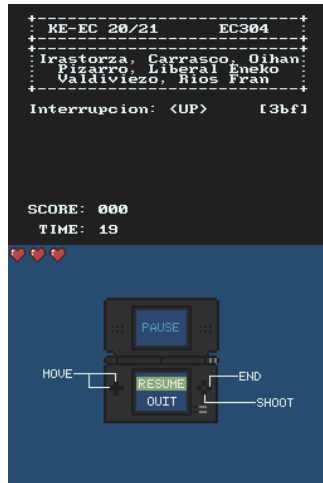 KE-EC 20/21 EC304
Irastorza, Carrasco, Oihan
Pizarro, Liberal Eneko
Valdiviezo, Rios Fran
Interrupcion: <UP> [3bf]
SCORE: 000
TIME: 19
PAUSE
MOVE
RESUME
END
QUIT
SHOOT